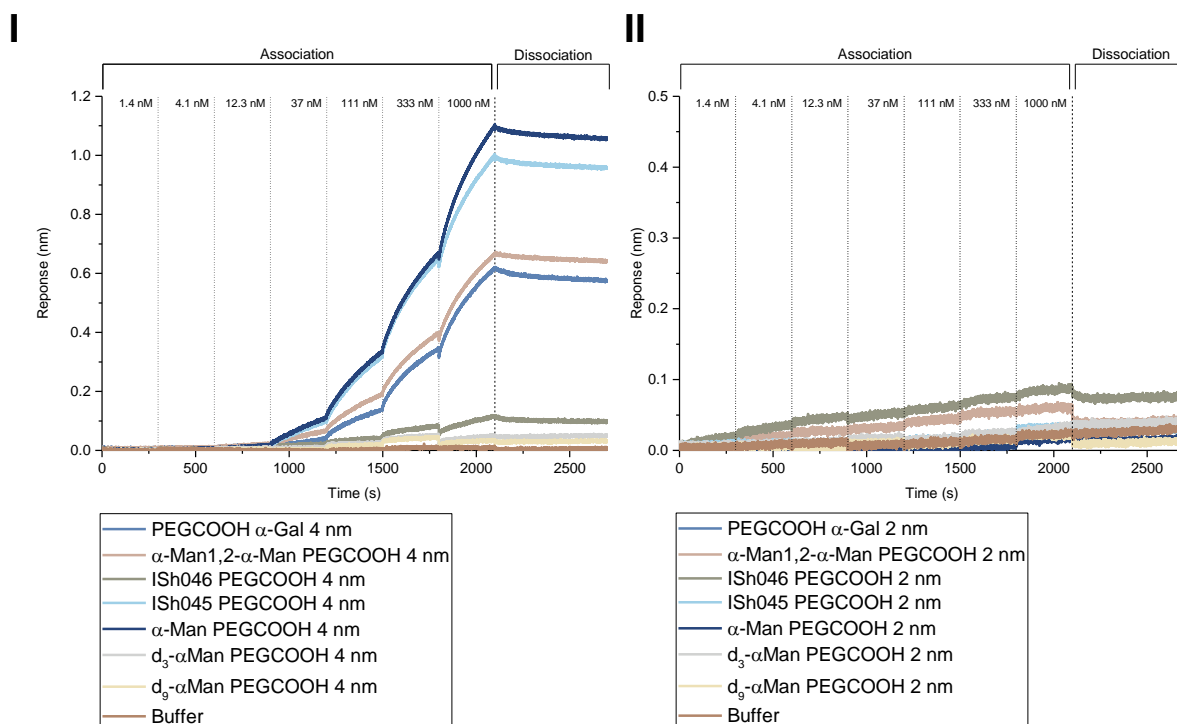 I
Association
Dissociation
1.4 nM 4.1 nM 12.3 nM 37 nM 111 nM 333 nM 1000 nM
1.2
1.0
0.8
0.6
0.4
0.2
0.0
Reponse (nm)
0 500 1000 1500 2000 2500
Time (s)
PEGCOOH α-Gal 4 nm
α-Man1,2-α-Man PEGCOOH 4 nm
ISh046 PEGCOOH 4 nm
ISh045 PEGCOOH 4 nm
α-Man PEGCOOH 4 nm
d₃-αMan PEGCOOH 4 nm
d₉-αMan PEGCOOH 4 nm
Buffer
II
Association
Dissociation
1.4 nM 4.1 nM 12.3 nM 37 nM 111 nM 333 nM 1000 nM
0.5
0.4
0.3
0.2
0.1
0.0
Reponse (nm)
0 500 1000 1500 2000 2500
Time (s)
PEGCOOH α-Gal 2 nm
α-Man1,2-α-Man PEGCOOH 2 nm
ISh046 PEGCOOH 2 nm
ISh045 PEGCOOH 2 nm
α-Man PEGCOOH 2 nm
d₃-αMan PEGCOOH 2 nm
d₉-αMan PEGCOOH 2 nm
Buffer